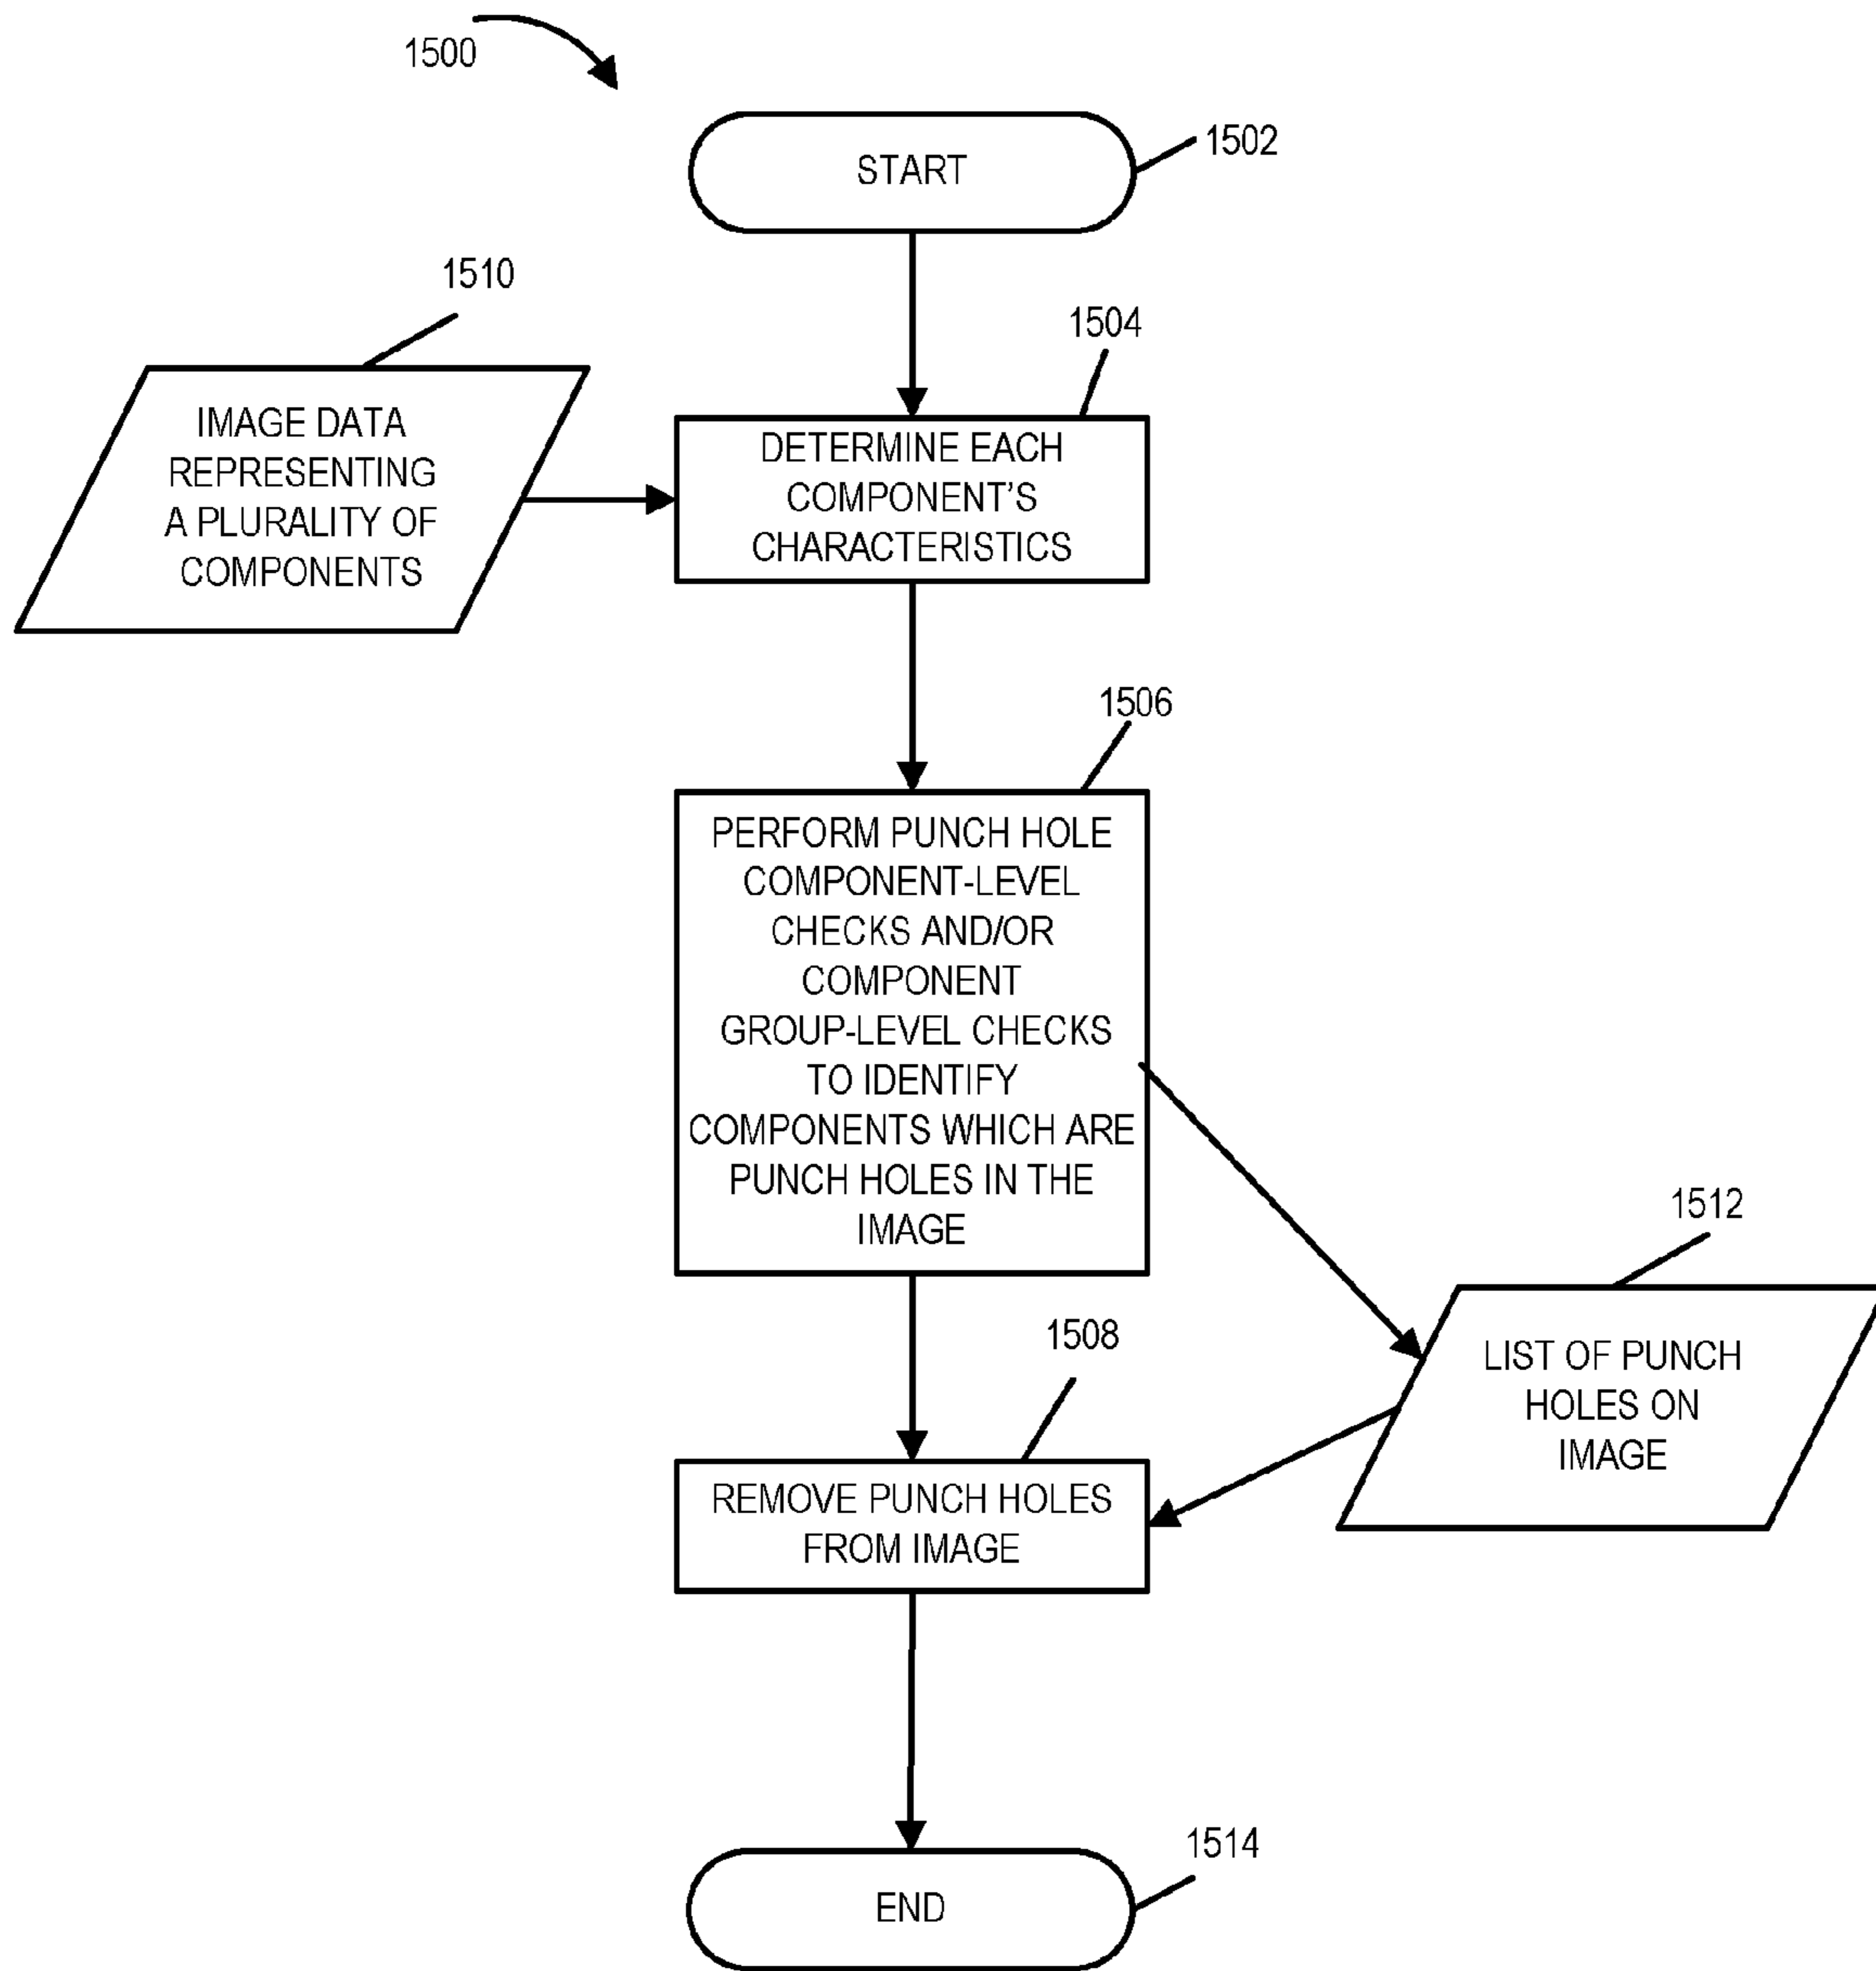 1500
START
1502
1510
1504
IMAGE DATA
REPRESENTING
A PLURALITY OF
COMPONENTS
DETERMINE EACH
COMPONENT'S
CHARACTERISTICS
1506
PERFORM PUNCH HOLE
COMPONENT-LEVEL
CHECKS AND/OR
COMPONENT
GROUP-LEVEL CHECKS
TO IDENTIFY
COMPONENTS WHICH ARE
PUNCH HOLES IN THE
IMAGE
1512
LIST OF PUNCH
HOLES ON
IMAGE
1508
REMOVE PUNCH HOLES
FROM IMAGE
1514
END